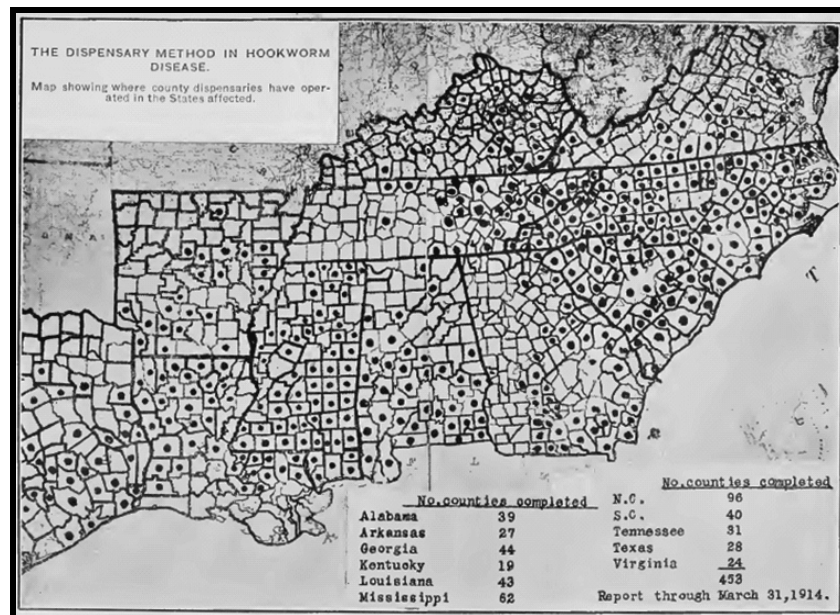 THE DISPENSARY METHOD IN HOOKWORM
DISEASE.
Map showing where county dispensaries have oper-
ated in the States affected.
No.counties completed
Alabama 39
Arkansas 27
Georgia 44
Kentucky 19
Louisiana 43
Mississippi 62
No.counties completed
N.C. 96
S.C. 40
Tennessee 31
Texas 28
Virginia 24
453
Report through March 31,1914.